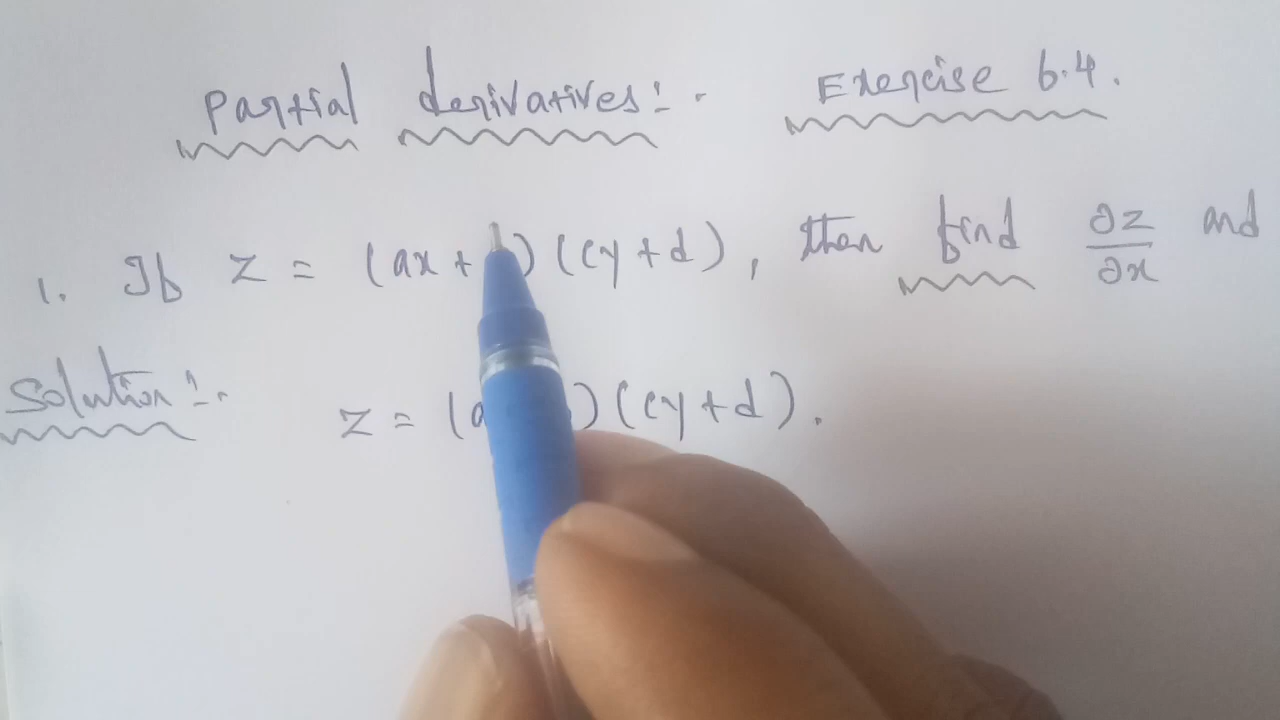 Partial derivatives:- Exercise 6.4.
1. If z = (ax + )(cy + d), then find ∂z/∂x and
Solution:- z = (a )(cy + d).